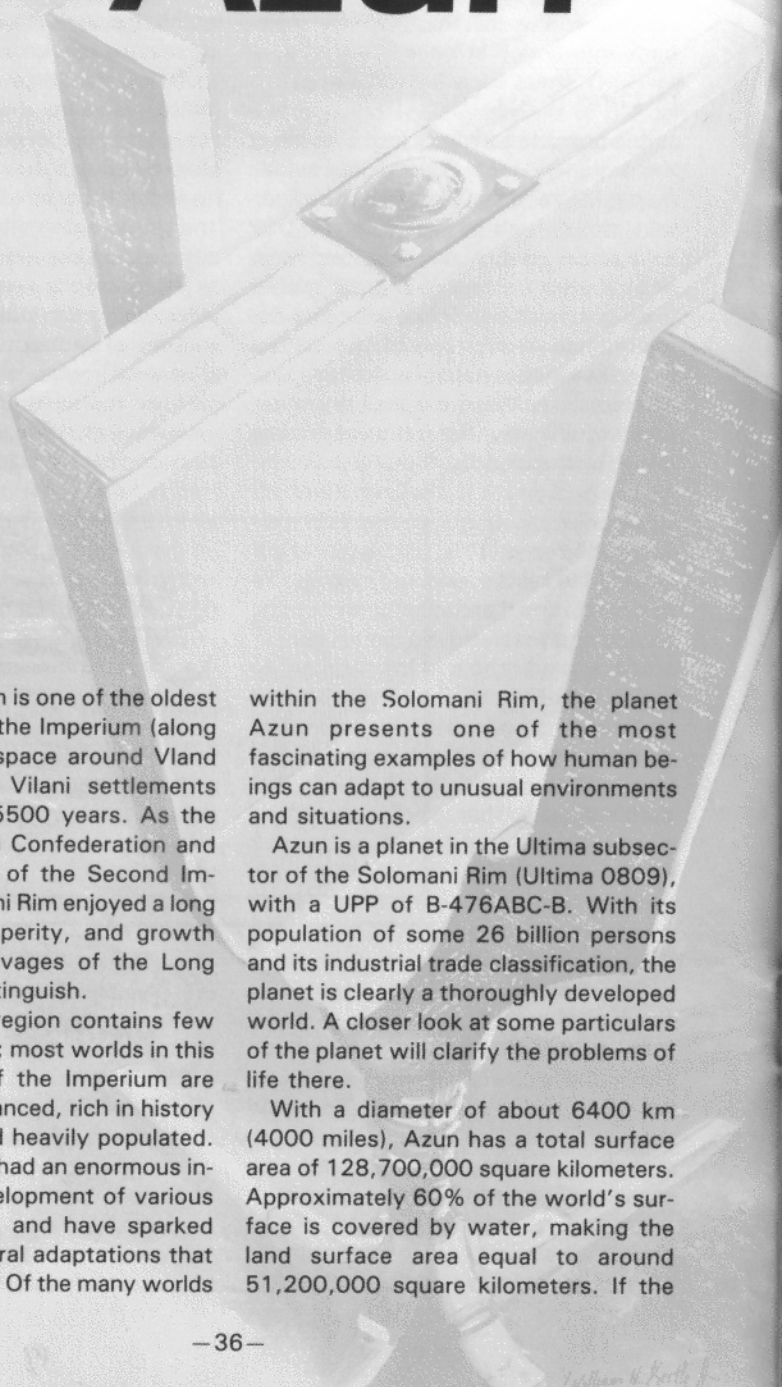 Azun
n is one of the oldest
the Imperium (along
space around Vland
Vilani settlements
5500 years. As the
Confederation and
of the Second Im-
ni Rim enjoyed a long
perity, and growth
vages of the Long
tinguish.
region contains few
; most worlds in this
f the Imperium are
anced, rich in history
d heavily populated.
had an enormous in-
elopment of various
and have sparked
ral adaptations that
Of the many worlds
within the Solomani Rim, the planet
Azun presents one of the most
fascinating examples of how human be-
ings can adapt to unusual environments
and situations.
Azun is a planet in the Ultima subsec-
tor of the Solomani Rim (Ultima 0809),
with a UPP of B-476ABC-B. With its
population of some 26 billion persons
and its industrial trade classification, the
planet is clearly a thoroughly developed
world. A closer look at some particulars
of the planet will clarify the problems of
life there.
With a diameter of about 6400 km
(4000 miles), Azun has a total surface
area of 128,700,000 square kilometers.
Approximately 60% of the world's sur-
face is covered by water, making the
land surface area equal to around
51,200,000 square kilometers. If the
—36—